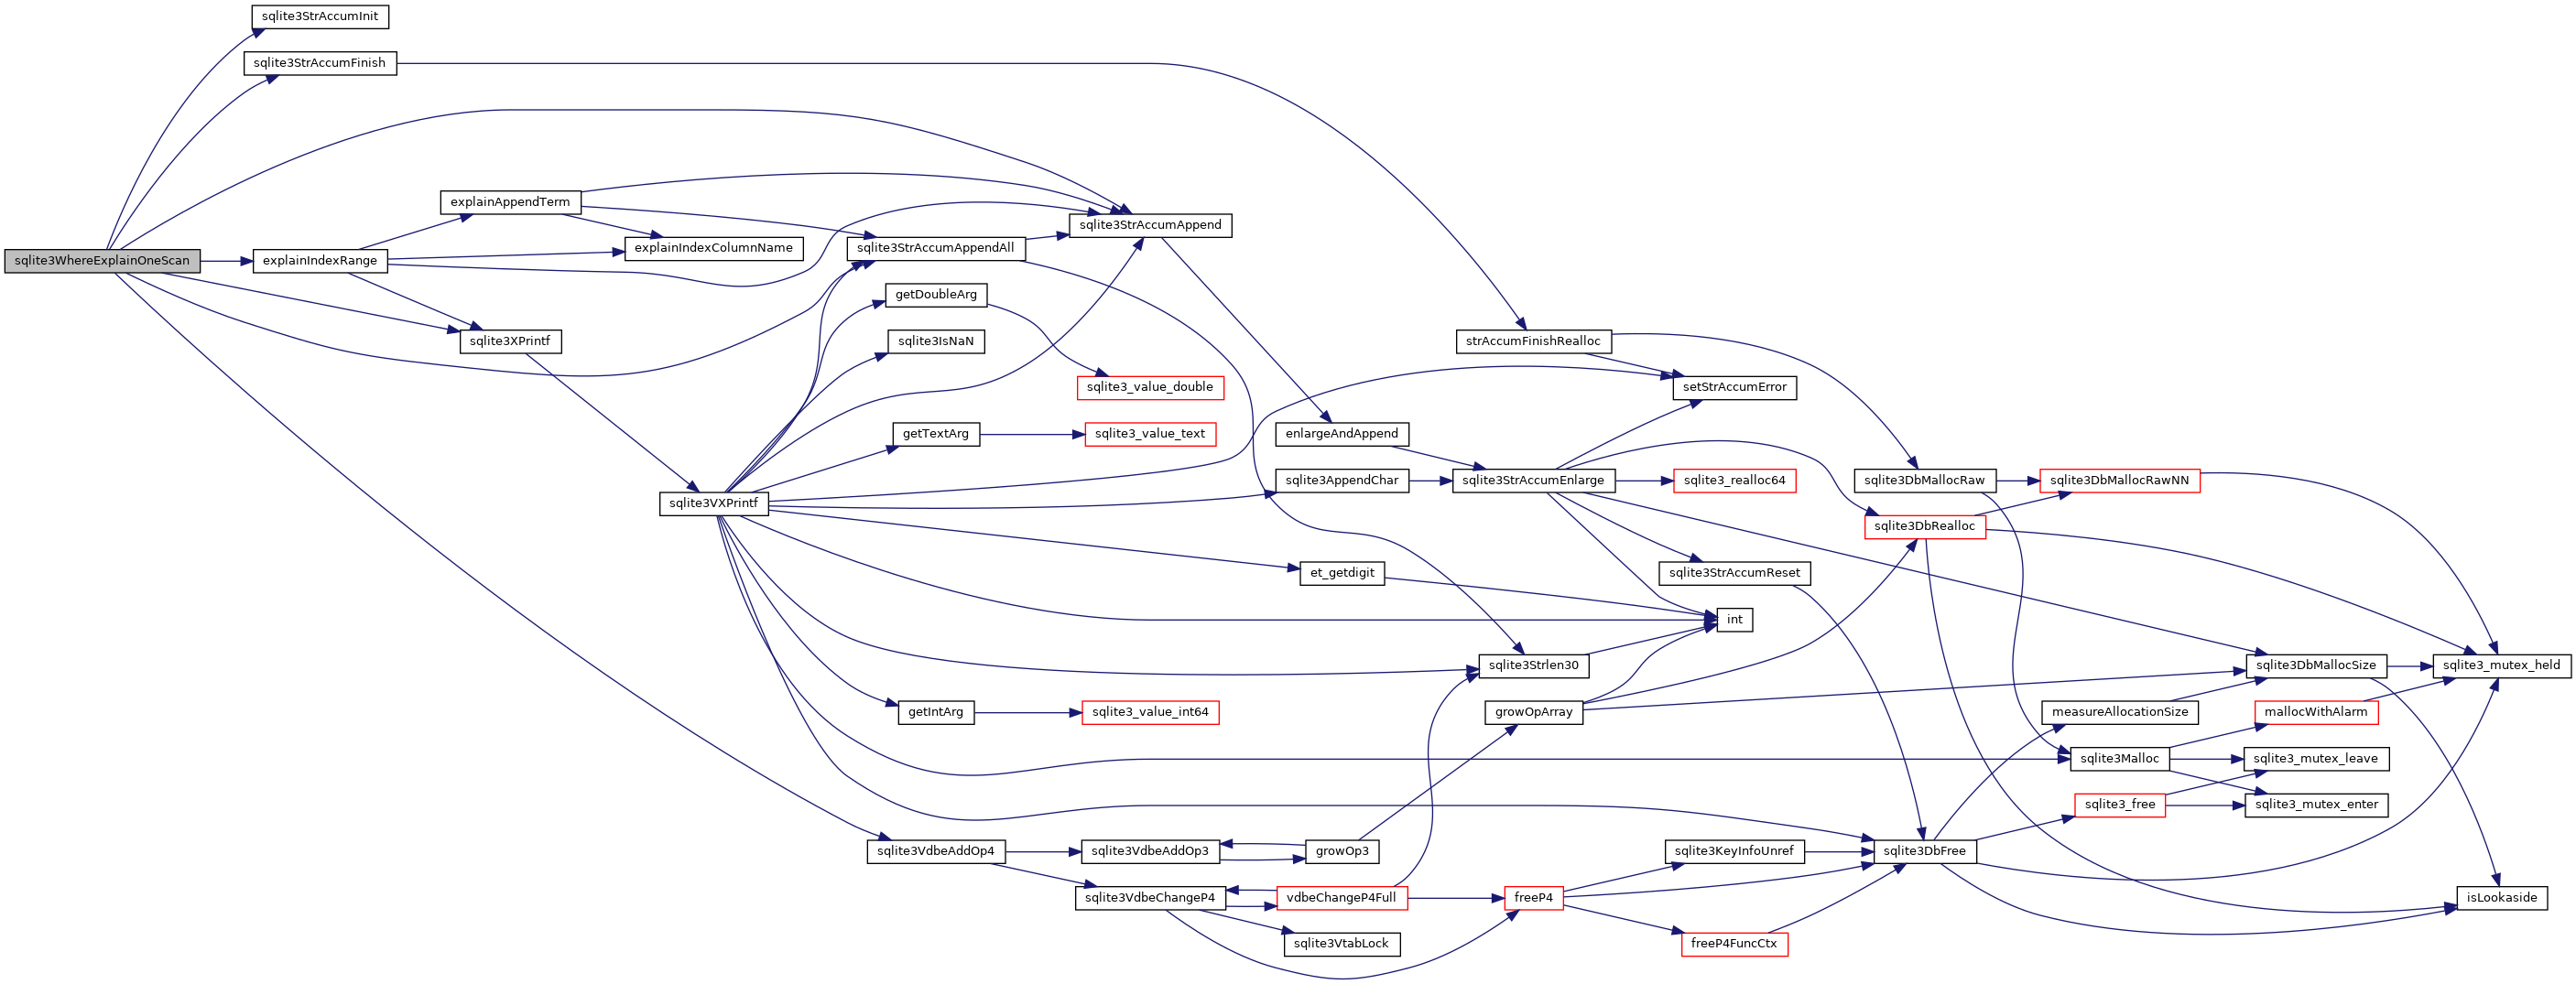 sqlite3StrAccumInit
sqlite3StrAccumFinish
explainAppendTerm
sqlite3StrAccumAppend
explainIndexColumnName
sqlite3StrAccumAppendAll
sqlite3WhereExplainOneScan
explainIndexRange
getDoubleArg
sqlite3XPrintf
sqlite3IsNaN
strAccumFinishRealloc
sqlite3_value_double
setStrAccumError
getTextArg
sqlite3_value_text
enlargeAndAppend
sqlite3AppendChar
sqlite3StrAccumEnlarge
sqlite3_realloc64
sqlite3DbMallocRaw
sqlite3DbMallocRawNN
sqlite3VXPrintf
sqlite3DbRealloc
et_getdigit
sqlite3StrAccumReset
int
sqlite3Strlen30
sqlite3DbMallocSize
sqlite3_mutex_held
getIntArg
sqlite3_value_int64
growOpArray
measureAllocationSize
mallocWithAlarm
sqlite3Malloc
sqlite3_mutex_leave
sqlite3_free
sqlite3_mutex_enter
sqlite3VdbeAddOp4
sqlite3VdbeAddOp3
growOp3
sqlite3KeyInfoUnref
sqlite3DbFree
sqlite3VdbeChangeP4
vdbeChangeP4Full
freeP4
isLookaside
sqlite3VtabLock
freeP4FuncCtx